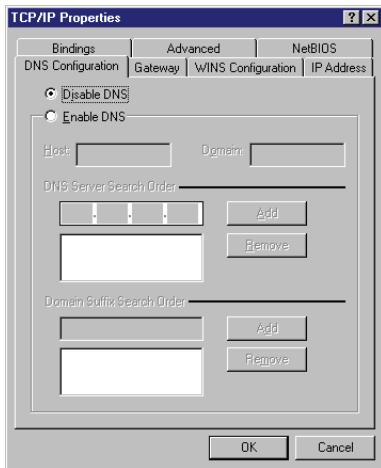 TCP/IP Properties
Bindings Advanced NetBIOS
DNS Configuration Gateway WINS Configuration IP Address
Disable DNS
Enable DNS
Host: Domain:
DNS Server Search Order
Add
Remove
Domain Suffix Search Order
Add
Remove
OK Cancel